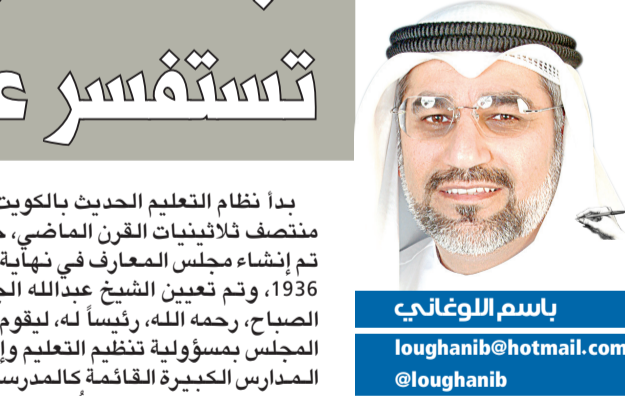 تستفسر
بدأ نظام التعليم الحديث بالكويت
منتصف ثلاثينيات القرن الماضي،
تم إنشاء مجلس المعارف في نهاية
1936، وتم تعيين الشيخ عبدالله
الصباح، رحمه الله، رئيساً له، ليقوم
المجلس بمسؤولية تنظيم التعليم
المدارس الكبيرة القائمة كالمدرسة
باسم اللوغاني
loughanib@hotmail.com
@loughanib